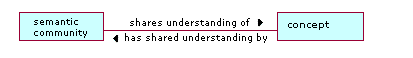 semantic
community
shares understanding of
has shared understanding by
concept